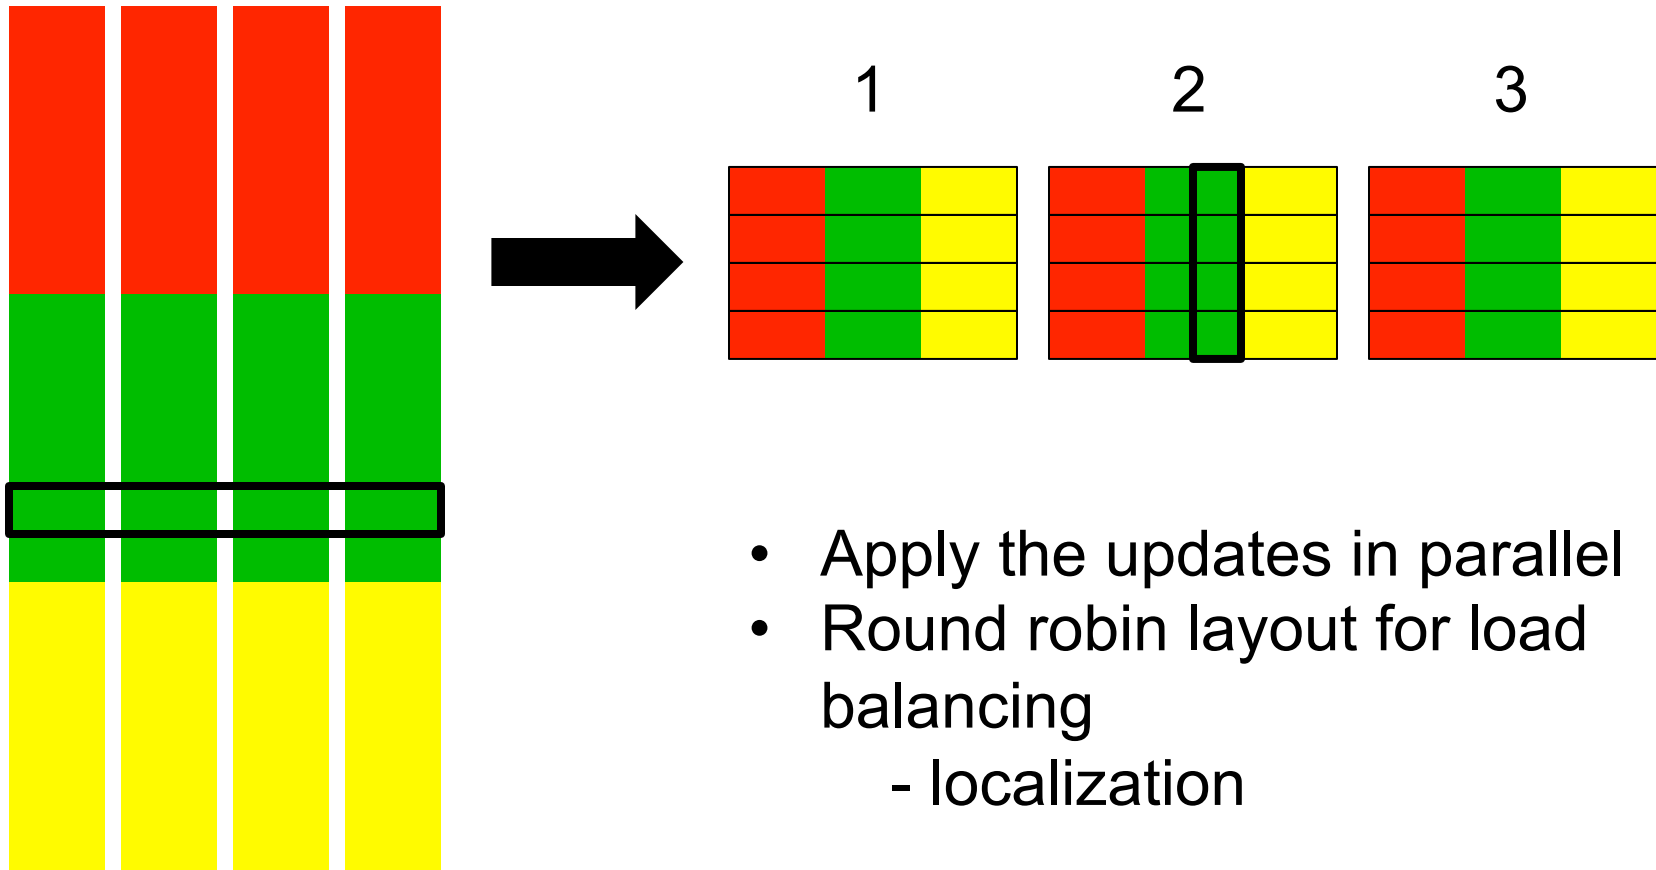 1 2 3
• Apply the updates in parallel
• Round robin layout for load
balancing
- localization